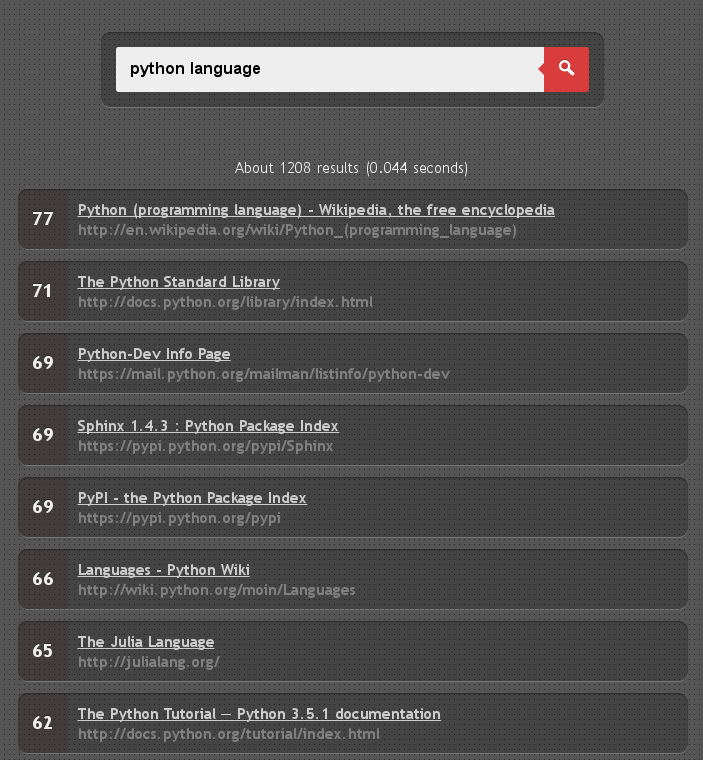 python language
About 1208 results (0.044 seconds)
77
Python (programming language) - Wikipedia, the free encyclopedia
http://en.wikipedia.org/wiki/Python_(programming_language)
71
The Python Standard Library
http://docs.python.org/library/index.html
69
Python-Dev Info Page
https://mail.python.org/mailman/listinfo/python-dev
69
Sphinx 1.4.3 : Python Package Index
https://pypi.python.org/pypi/Sphinx
69
PyPI - the Python Package Index
https://pypi.python.org/pypi
66
Languages - Python Wiki
http://wiki.python.org/moin/Languages
65
The Julia Language
http://julialang.org/
62
The Python Tutorial — Python 3.5.1 documentation
http://docs.python.org/tutorial/index.html